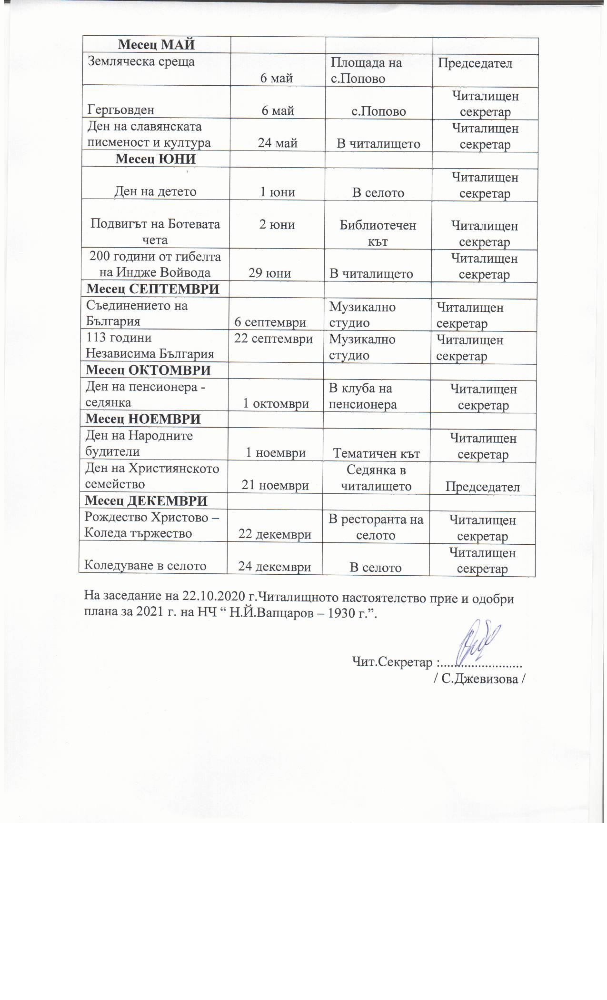 Месец МАЙ
Земляческа среща
6 май
Площада на
с.Попово
Председател
Гергьовден
6 май
с.Попово
Читалищен
секретар
Ден на славянската
писменост и култура
24 май
В читалището
Читалищен
секретар
Месец ЮНИ
Ден на детето
1 юни
В селото
Читалищен
секретар
Подвигът на Ботевата
чета
2 юни
Библиотечен
кът
Читалищен
секретар
200 години от гибелта
на Индже Войвода
29 юни
В читалището
Читалищен
секретар
Месец СЕПТЕМВРИ
Съединението на
България
6 септември
Музикално
студио
Читалищен
секретар
113 години
Независима България
22 септември
Музикално
студио
Читалищен
секретар
Месец ОКТОМВРИ
Ден на пенсионера -
седянка
1 октомври
В клуба на
пенсионера
Читалищен
секретар
Месец НОЕМВРИ
Ден на Народните
будители
1 ноември
Тематичен кът
Читалищен
секретар
Ден на Християнското
семейство
21 ноември
Седянка в
читалището
Председател
Месец ДЕКЕМВРИ
Рождество Христово –
Коледа тържество
22 декември
В ресторанта на
селото
Читалищен
секретар
Коледуване в селото
24 декември
В селото
Читалищен
секретар
На заседание на 22.10.2020 г.Читалищното настоятелство прие и одобри
плана за 2021 г. на НЧ “ Н.Й.Вапцаров – 1930 г.”.
Чит.Секретар :.......................
/ С.Джевизова /